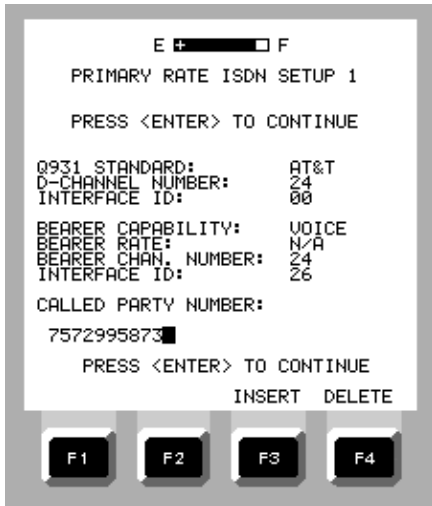 E + F
PRIMARY RATE ISDN SETUP 1
PRESS <ENTER> TO CONTINUE
Q931 STANDARD: AT&T
D-CHANNEL NUMBER: 24
INTERFACE ID: 00
BEARER CAPABILITY: VOICE
BEARER RATE: N/A
BEARER CHAN. NUMBER: 24
INTERFACE ID: 26
CALLED PARTY NUMBER:
7572995873
PRESS <ENTER> TO CONTINUE
INSERT DELETE
F1 F2 F3 F4